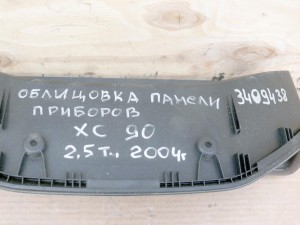 ОБЛИЦОВКА ПАНЕЛИ
ПРИБОРОВ
XC 90
2,5т., 2004г
3409438